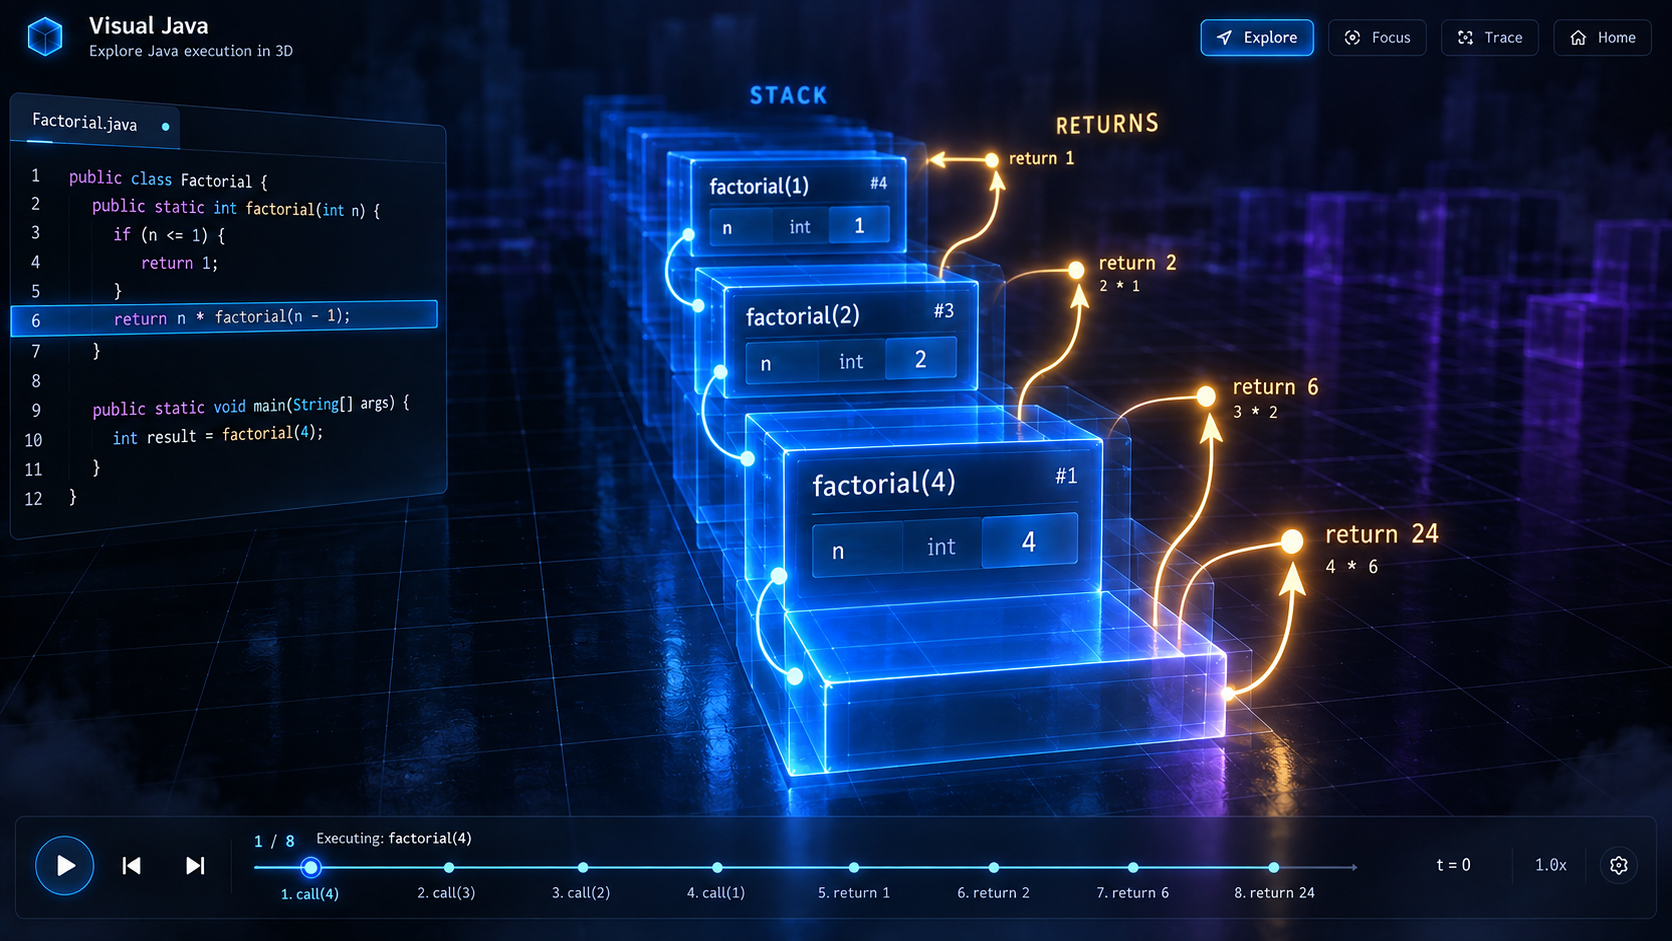 Visual Java
Explore Java execution in 3D
Explore
Focus
Trace
Home
Factorial.java
1 public class Factorial {
2 public static int factorial(int n) {
3 if (n <= 1) {
4 return 1;
5 }
6 return n * factorial(n - 1);
7 }
8
9 public static void main(String[] args) {
10 int result = factorial(4);
11 }
12 }
STACK
RETURNS
factorial(1) #4
n int 1
return 1
factorial(2) #3
n int 2
return 2
2 * 1
factorial(4) #1
n int 4
return 6
3 * 2
return 24
4 * 6
1 / 8 Executing: factorial(4)
1. call(4)
2. call(3)
3. call(2)
4. call(1)
5. return 1
6. return 2
7. return 6
8. return 24
t = 0
1.0x